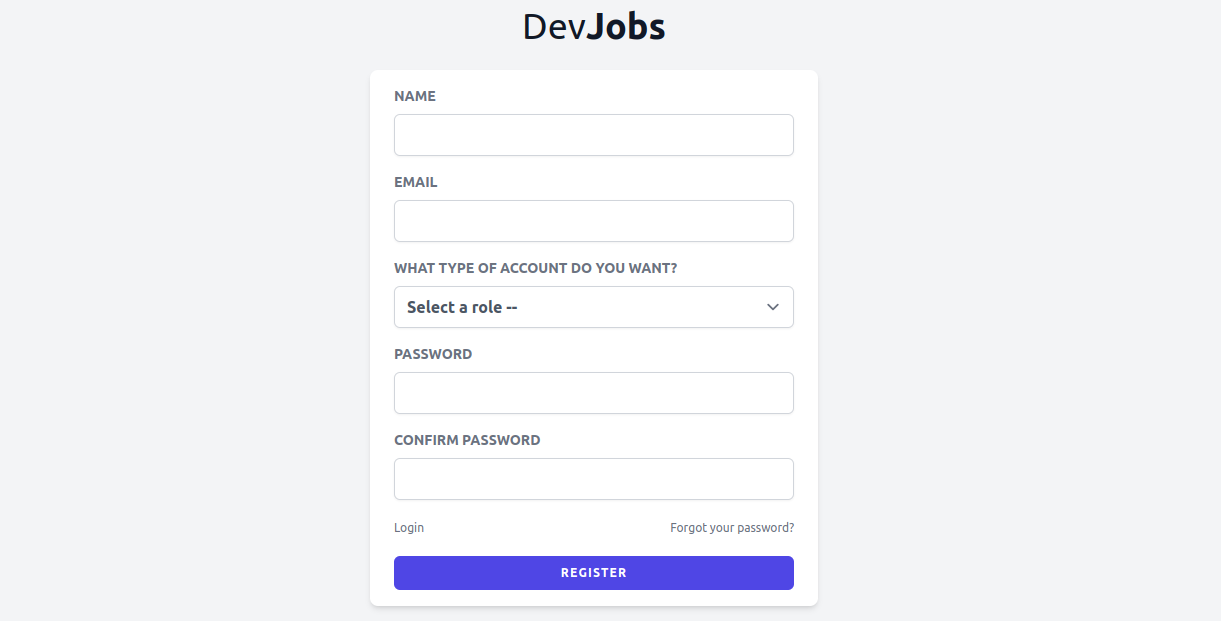 DevJobs
NAME
EMAIL
WHAT TYPE OF ACCOUNT DO YOU WANT?
Select a role --
PASSWORD
CONFIRM PASSWORD
Login Forgot your password?
REGISTER